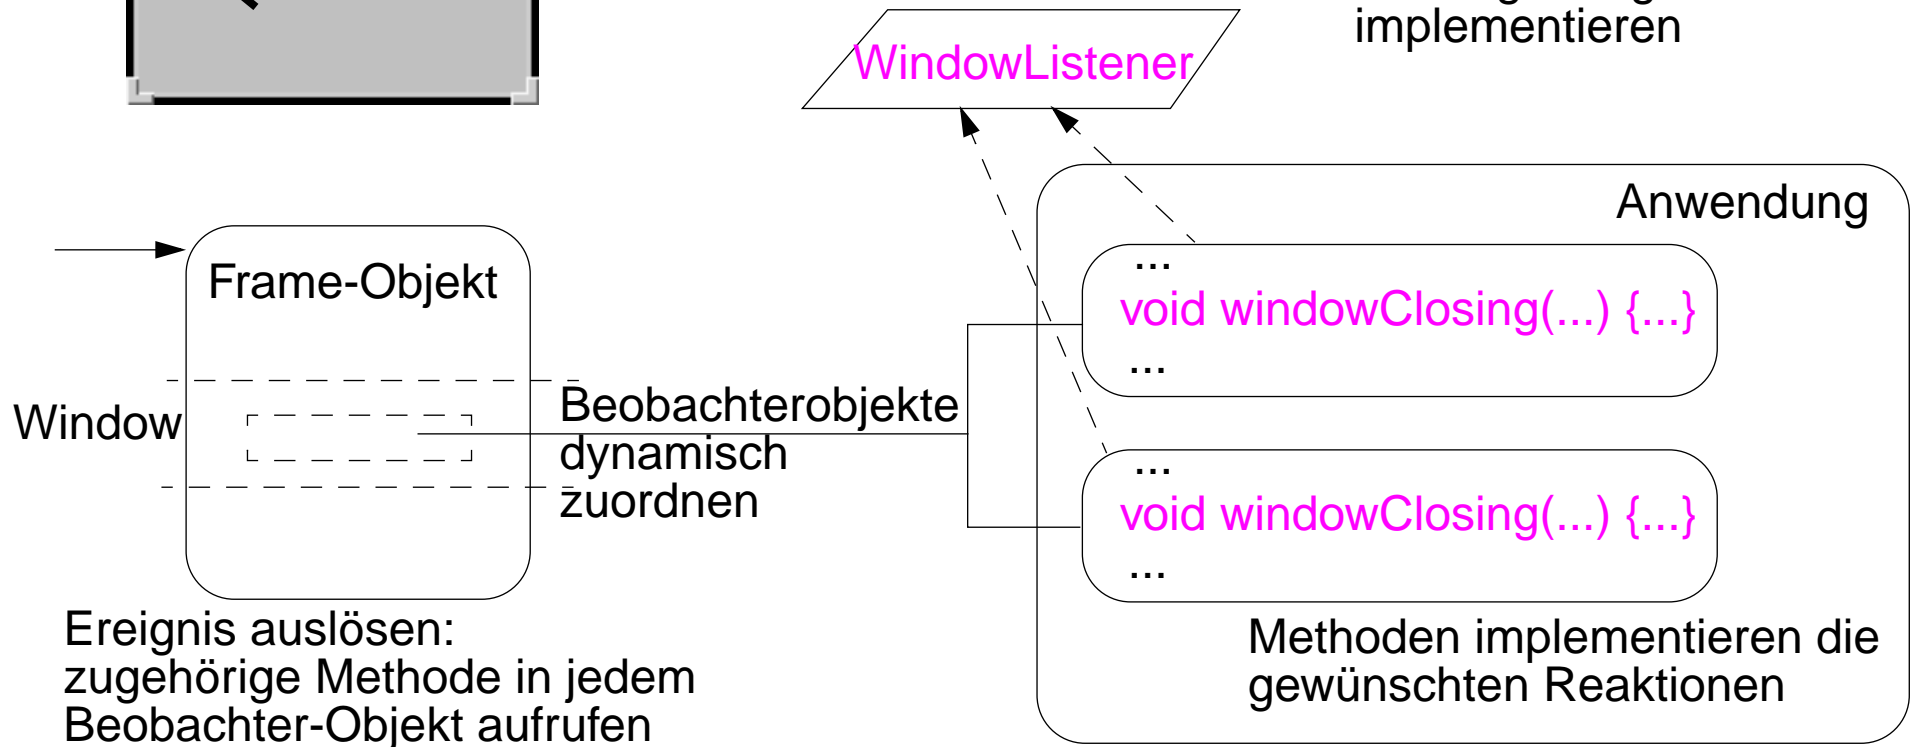 implementieren
WindowListener
Anwendung
Frame-Objekt
...
void windowClosing(...) {...}
...
Window
Beobachterobjekte
dynamisch
zuordnen
...
void windowClosing(...) {...}
...
Ereignis auslösen:
zugehörige Methode in jedem
Beobachter-Objekt aufrufen
Methoden implementieren die
gewünschten Reaktionen